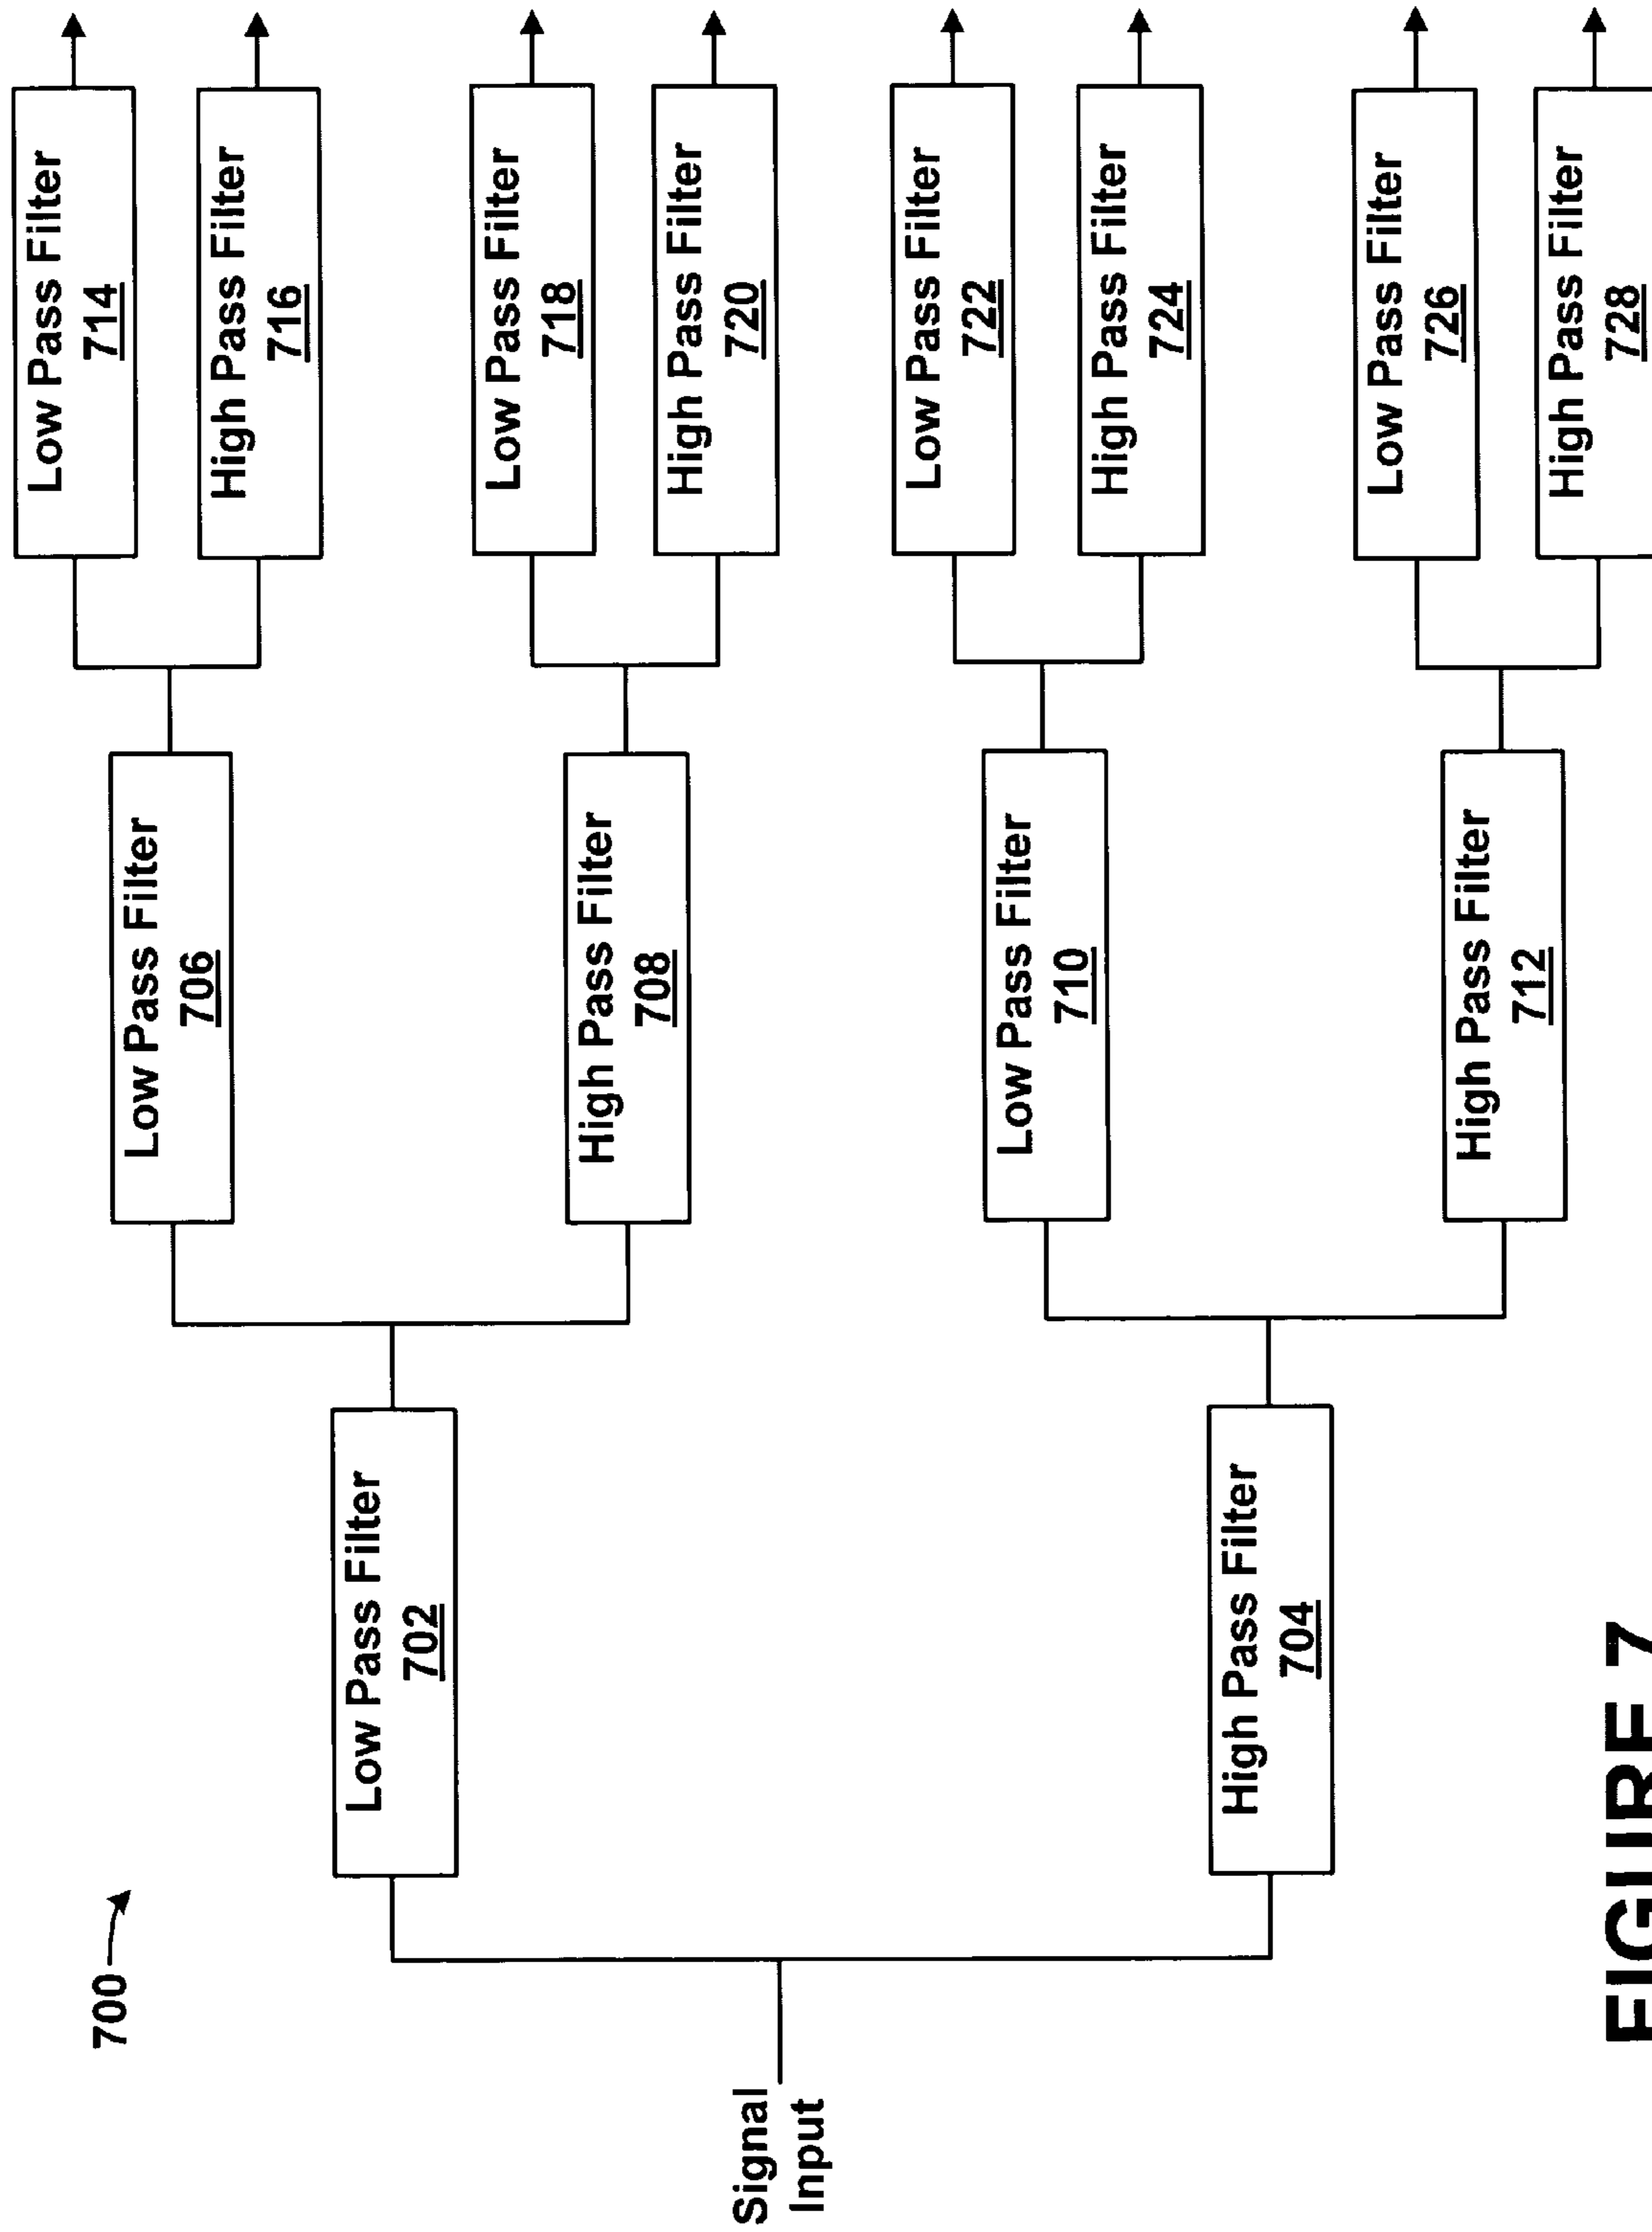 700
Signal
Input
Low Pass Filter
702
High Pass Filter
704
Low Pass Filter
706
High Pass Filter
708
Low Pass Filter
710
High Pass Filter
712
Low Pass Filter
714
High Pass Filter
716
Low Pass Filter
718
High Pass Filter
720
Low Pass Filter
722
High Pass Filter
724
Low Pass Filter
726
High Pass Filter
728
FIGURE 7